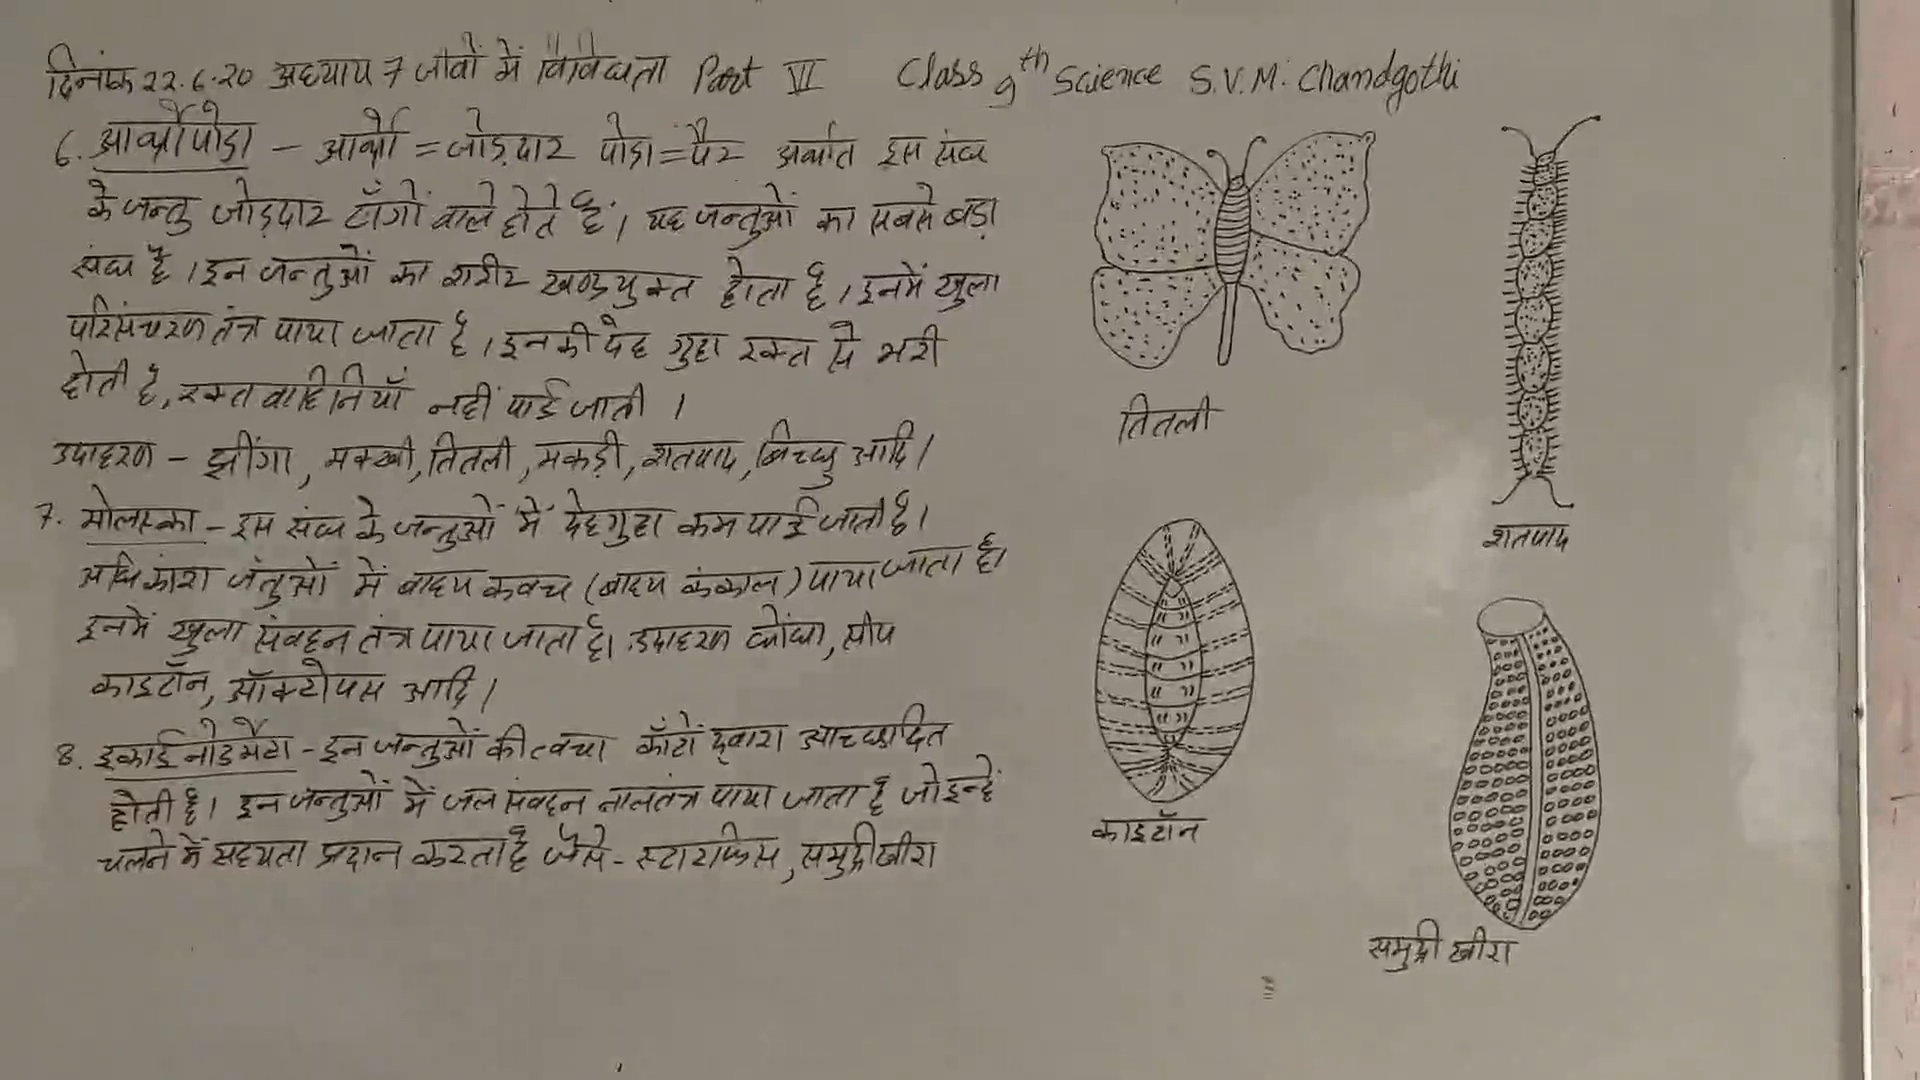 दिनांक 22.6.20 अध्याय 7 जीवों में विविधता Part VII Class 9th Science S.V.M. Chandgothi
6. आर्थ्रोपोडा - आर्थ्रो = जोड़दार पोडा = पैर अर्थात इस संघ
के जन्तु जोड़दार टाँगों वाले होते हैं। यह जन्तुओं का सबसे बड़ा
संघ है। इन जन्तुओं का शरीर खण्डयुक्त होता है। इनमें खुला
परिसंचरण तंत्र पाया जाता है। इनकी देह गुहा रक्त से भरी
होती है, रक्त वाहिनियाँ नहीं पाई जाती।
उदाहरण - झींगा, मक्खी, तितली, मकड़ी, शतपाद, बिच्छु आदि।
7. मोलस्का - इस संघ के जन्तुओं में देहगुहा कम पाई जाती है।
अधिकांश जंतुओं में बाह्य कवच (बाह्य कंकाल) पाया जाता है।
इनमें खुला संवहन तंत्र पाया जाता है। उदाहरण घोंघा, सीप
काइटॉन, ऑक्टोपस आदि।
8. इकाईनोडर्मेटा - इन जन्तुओं की त्वचा काँटों द्वारा आच्छादित
होती है। इन जन्तुओं में जल संवहन नालतंत्र पाया जाता है जो इन्हें
चलने में सहायता प्रदान करता है जैसे - स्टारफिस, समुद्रीखीरा
तितली
शतपाद
काइटॉन
समुद्री खीरा